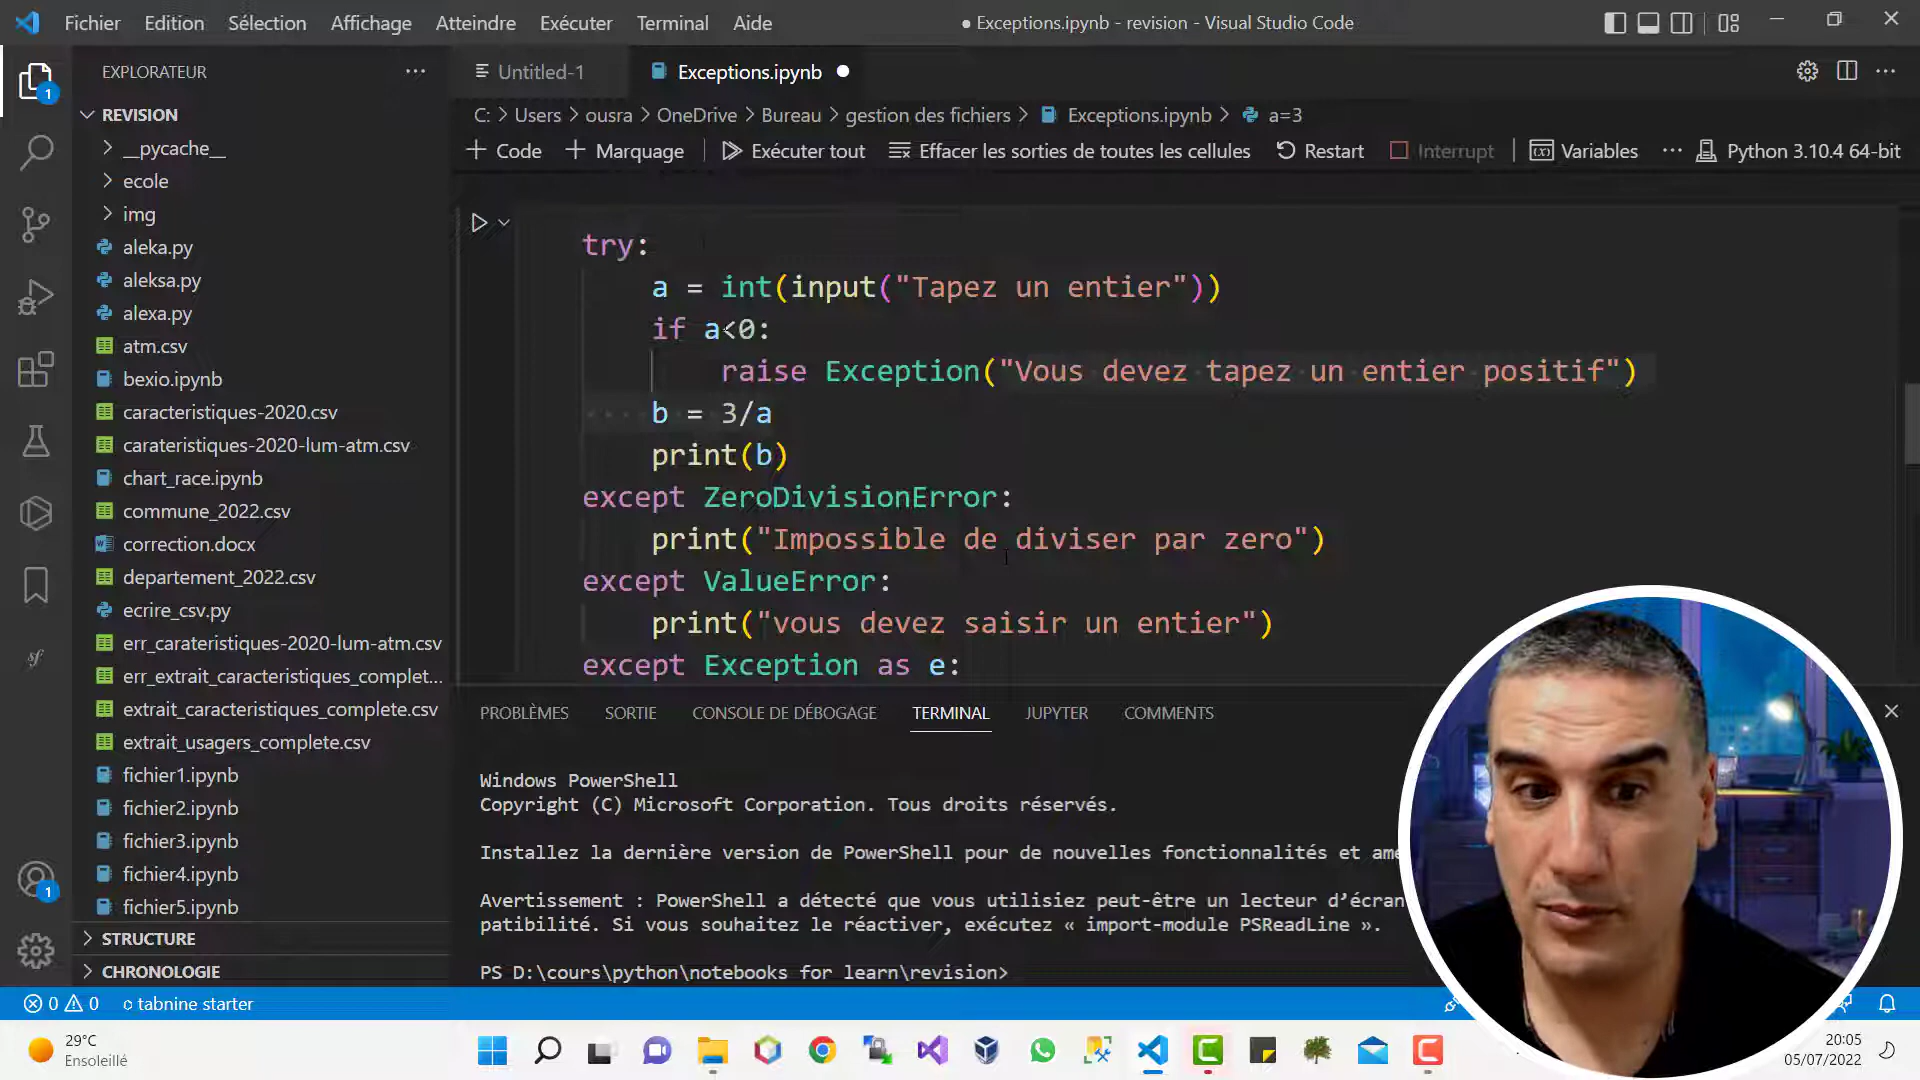 Fichier Edition Sélection Affichage Atteindre Exécuter Terminal Aide
● Exceptions.ipynb - revision - Visual Studio Code
EXPLORATEUR
Untitled-1
Exceptions.ipynb
REVISION
C: > Users > ousra > OneDrive > Bureau > gestion des fichiers > Exceptions.ipynb > a=3
+ Code + Marquage Exécuter tout Effacer les sorties de toutes les cellules Restart Interrupt Variables ... Python 3.10.4 64-bit
1
__pycache__
ecole
img
aleka.py
aleksa.py
alexa.py
atm.csv
bexio.ipynb
caracteristiques-2020.csv
carateristiques-2020-lum-atm.csv
chart_race.ipynb
commune_2022.csv
correction.docx
departement_2022.csv
ecrire_csv.py
err_carateristiques-2020-lum-atm.csv
err_extrait_caracteristiques_complet...
extrait_caracteristiques_complete.csv
extrait_usagers_complete.csv
fichier1.ipynb
fichier2.ipynb
fichier3.ipynb
fichier4.ipynb
fichier5.ipynb
STRUCTURE
CHRONOLOGIE
1
try:
a = int(input("Tapez un entier"))
if a<0:
raise Exception("Vous devez tapez un entier positif")
b = 3/a
print(b)
except ZeroDivisionError:
print("Impossible de diviser par zero")
except ValueError:
print("vous devez saisir un entier")
except Exception as e:
PROBLÈMES SORTIE CONSOLE DE DÉBOGAGE TERMINAL JUPYTER COMMENTS
Windows PowerShell
Copyright (C) Microsoft Corporation. Tous droits réservés.
Installez la dernière version de PowerShell pour de nouvelles fonctionnalités et amé
Avertissement : PowerShell a détecté que vous utilisiez peut-être un lecteur d’écran
patibilité. Si vous souhaitez le réactiver, exécutez « import-module PSReadLine ».
PS D:\cours\python\notebooks for learn\revision>
0 0 tabnine starter
29°C
Ensoleillé
20:05
05/07/2022